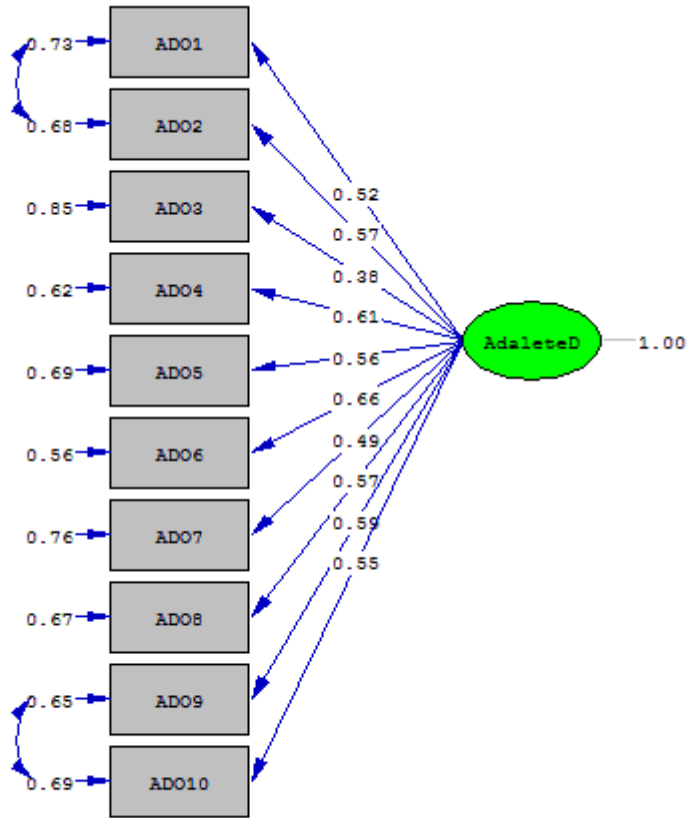 0.73 ADO1
0.68 ADO2
0.85 ADO3
0.62 ADO4
0.69 ADO5
0.56 ADO6
0.76 ADO7
0.67 ADO8
0.65 ADO9
0.69 ADO10
0.52
0.57
0.38
0.61
0.56
0.66
0.49
0.57
0.59
0.55
AdaleteD 1.00